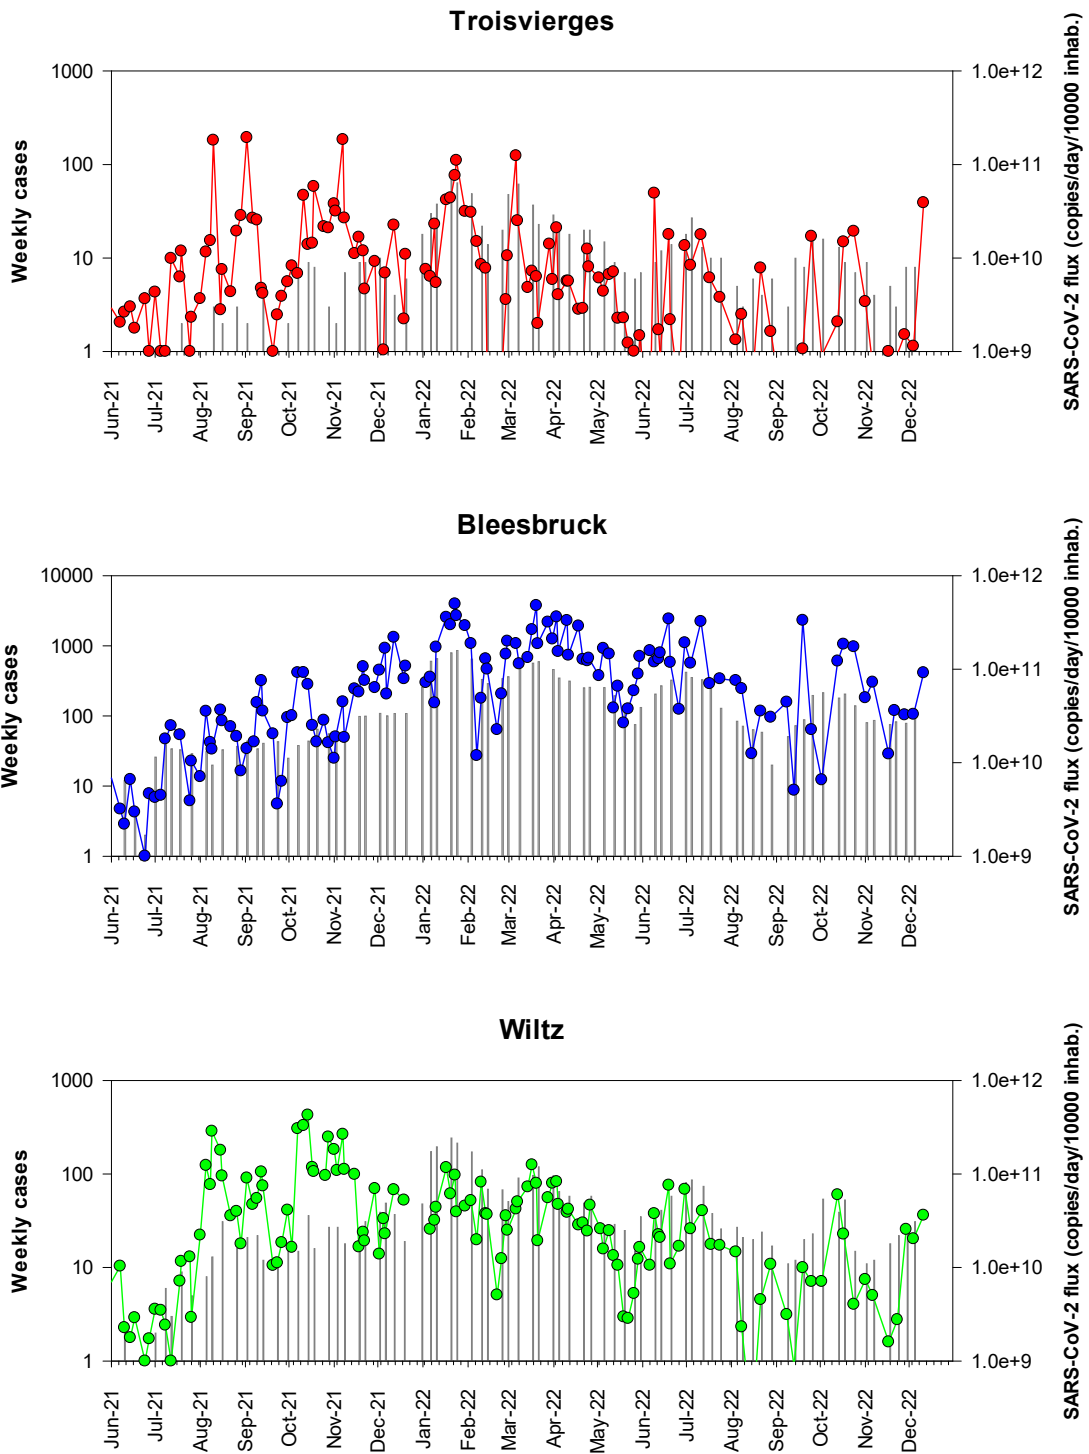 Troisvierges
Weekly cases
1000
100
10
1
1.0e+12
1.0e+11
1.0e+10
1.0e+9
SARS-CoV-2 flux (copies/day/10000 inhab.)
Jun-21
Jul-21
Aug-21
Sep-21
Oct-21
Nov-21
Dec-21
Jan-22
Feb-22
Mar-22
Apr-22
May-22
Jun-22
Jul-22
Aug-22
Sep-22
Oct-22
Nov-22
Dec-22
Bleesbruck
Weekly cases
10000
1000
100
10
1
1.0e+12
1.0e+11
1.0e+10
1.0e+9
SARS-CoV-2 flux (copies/day/10000 inhab.)
Jun-21
Jul-21
Aug-21
Sep-21
Oct-21
Nov-21
Dec-21
Jan-22
Feb-22
Mar-22
Apr-22
May-22
Jun-22
Jul-22
Aug-22
Sep-22
Oct-22
Nov-22
Dec-22
Wiltz
Weekly cases
1000
100
10
1
1.0e+12
1.0e+11
1.0e+10
1.0e+9
SARS-CoV-2 flux (copies/day/10000 inhab.)
Jun-21
Jul-21
Aug-21
Sep-21
Oct-21
Nov-21
Dec-21
Jan-22
Feb-22
Mar-22
Apr-22
May-22
Jun-22
Jul-22
Aug-22
Sep-22
Oct-22
Nov-22
Dec-22